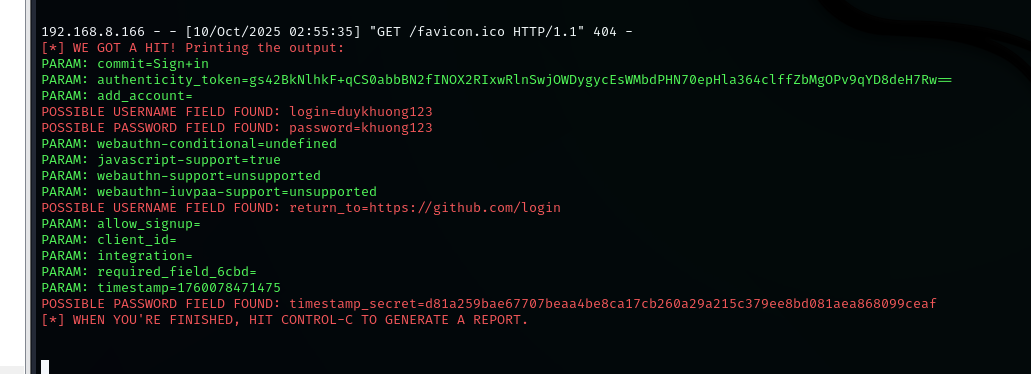 192.168.8.166 - - [10/Oct/2025 02:55:35] "GET /favicon.ico HTTP/1.1" 404 -
[*] WE GOT A HIT! Printing the output:
PARAM: commit=Sign+in
PARAM: authenticity_token=gs42BkNlhkF+qCS0abbBN2fINOX2RIxwRlnSwjOWDygycEsWMbdPHN70epHla364clffZbMgOPv9qYD8deH7Rw==
PARAM: add_account=
POSSIBLE USERNAME FIELD FOUND: login=duykhuong123
POSSIBLE PASSWORD FIELD FOUND: password=khuong123
PARAM: webauthn-conditional=undefined
PARAM: javascript-support=true
PARAM: webauthn-support=unsupported
PARAM: webauthn-iuvpaa-support=unsupported
POSSIBLE USERNAME FIELD FOUND: return_to=https://github.com/login
PARAM: allow_signup=
PARAM: client_id=
PARAM: integration=
PARAM: required_field_6cbd=
PARAM: timestamp=1760078471475
POSSIBLE PASSWORD FIELD FOUND: timestamp_secret=d81a259bae67707beaa4be8ca17cb260a29a215c379ee8bd081aea868099ceaf
[*] WHEN YOU'RE FINISHED, HIT CONTROL-C TO GENERATE A REPORT.